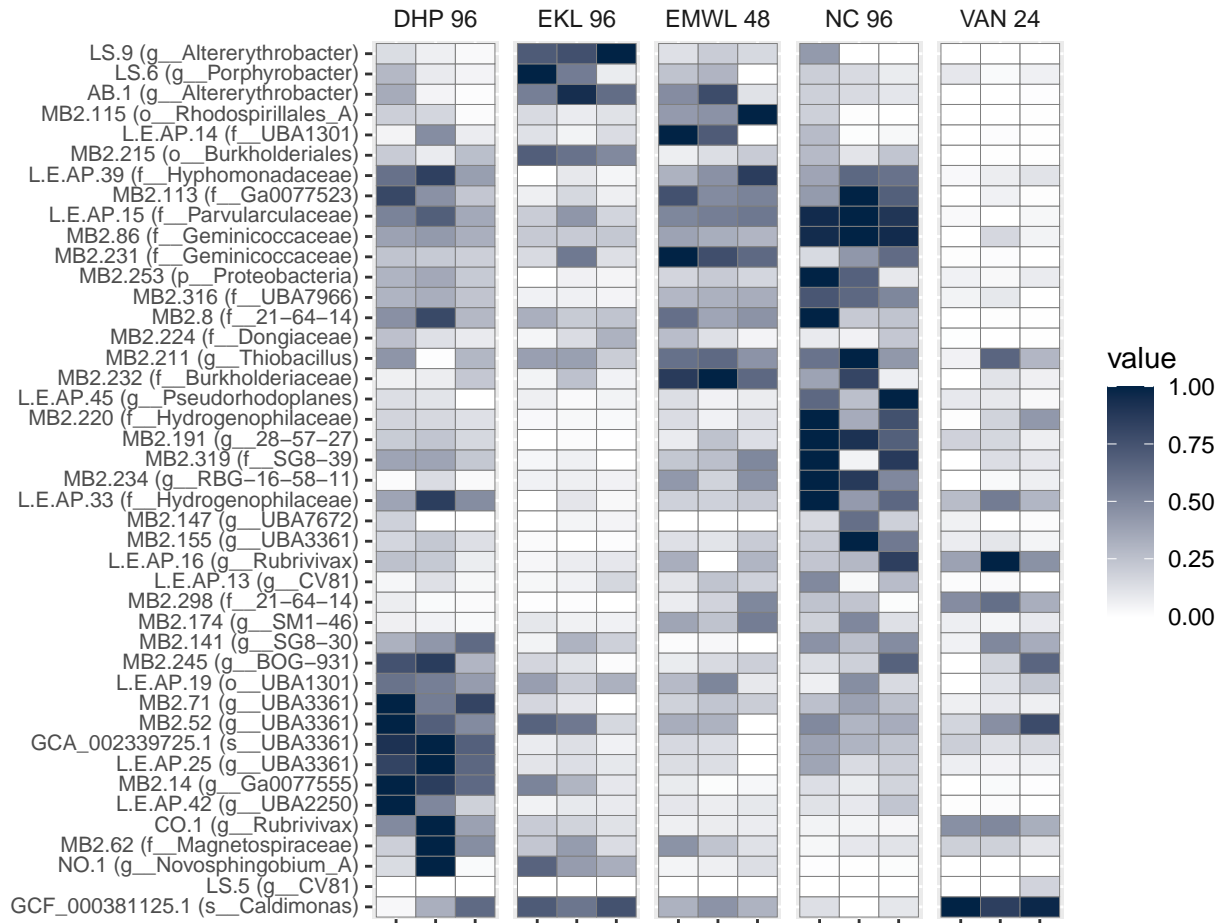 DHP 96 EKL 96 EMWL 48 NC 96 VAN 24
LS.9 (g__Altererythrobacter)
LS.6 (g__Porphyrobacter)
AB.1 (g__Altererythrobacter)
MB2.115 (o__Rhodospirillales_A)
L.E.AP.14 (f__UBA1301)
MB2.215 (o__Burkholderiales)
L.E.AP.39 (f__Hyphomonadaceae)
MB2.113 (f__Ga0077523)
L.E.AP.15 (f__Parvularculaceae)
MB2.86 (f__Geminicoccaceae)
MB2.231 (f__Geminicoccaceae)
MB2.253 (p__Proteobacteria)
MB2.316 (f__UBA7966)
MB2.8 (f__21−64−14)
MB2.224 (f__Dongiaceae)
MB2.211 (g__Thiobacillus)
MB2.232 (f__Burkholderiaceae)
L.E.AP.45 (g__Pseudorhodoplanes)
MB2.220 (f__Hydrogenophilaceae)
MB2.191 (g__28−57−27)
MB2.319 (f__SG8−39)
MB2.234 (g__RBG−16−58−11)
L.E.AP.33 (f__Hydrogenophilaceae)
MB2.147 (g__UBA7672)
MB2.155 (g__UBA3361)
L.E.AP.16 (g__Rubrivivax)
L.E.AP.13 (g__CV81)
MB2.298 (f__21−64−14)
MB2.174 (g__SM1−46)
MB2.141 (g__SG8−30)
MB2.245 (g__BOG−931)
L.E.AP.19 (o__UBA1301)
MB2.71 (g__UBA3361)
MB2.52 (g__UBA3361)
GCA_002339725.1 (s__UBA3361)
L.E.AP.25 (g__UBA3361)
MB2.14 (g__Ga0077555)
L.E.AP.42 (g__UBA2250)
CO.1 (g__Rubrivivax)
MB2.62 (f__Magnetospiraceae)
NO.1 (g__Novosphingobium_A)
LS.5 (g__CV81)
GCF_000381125.1 (s__Caldimonas)
value
1.00
0.75
0.50
0.25
0.00